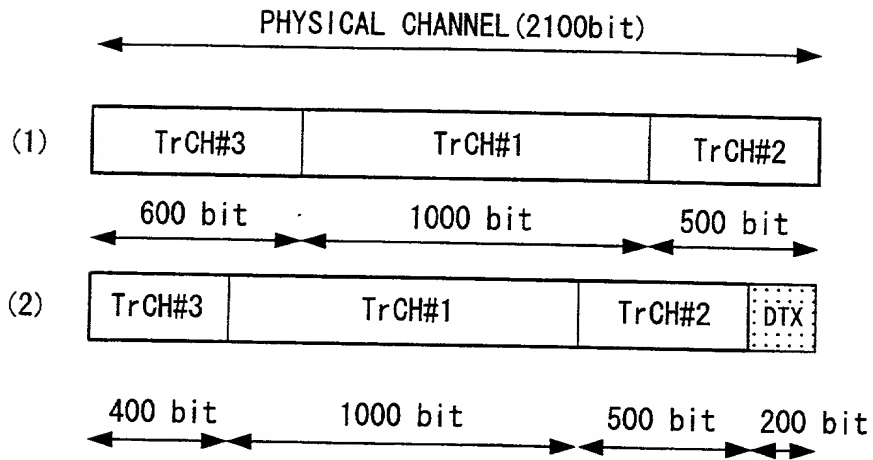 PHYSICAL CHANNEL(2100bit)
(1) TrCH#3 TrCH#1 TrCH#2
600 bit 1000 bit 500 bit
(2) TrCH#3 TrCH#1 TrCH#2 DTX
400 bit 1000 bit 500 bit 200 bit